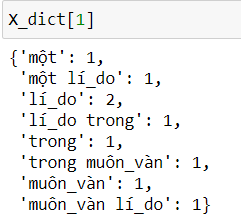 X_dict[1]
{'một': 1,
'một lí_do': 1,
'lí_do': 2,
'lí_do trong': 1,
'trong': 1,
'trong muôn_vàn': 1,
'muôn_vàn': 1,
'muôn_vàn lí_do': 1}